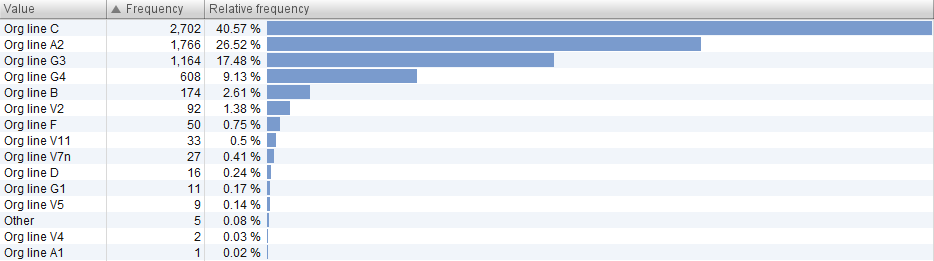 Value Frequency Relative frequency
Org line C 2,702 40.57 %
Org line A2 1,766 26.52 %
Org line G3 1,164 17.48 %
Org line G4 608 9.13 %
Org line B 174 2.61 %
Org line V2 92 1.38 %
Org line F 50 0.75 %
Org line V11 33 0.5 %
Org line V7n 27 0.41 %
Org line D 16 0.24 %
Org line G1 11 0.17 %
Org line V5 9 0.14 %
Other 5 0.08 %
Org line V4 2 0.03 %
Org line A1 1 0.02 %